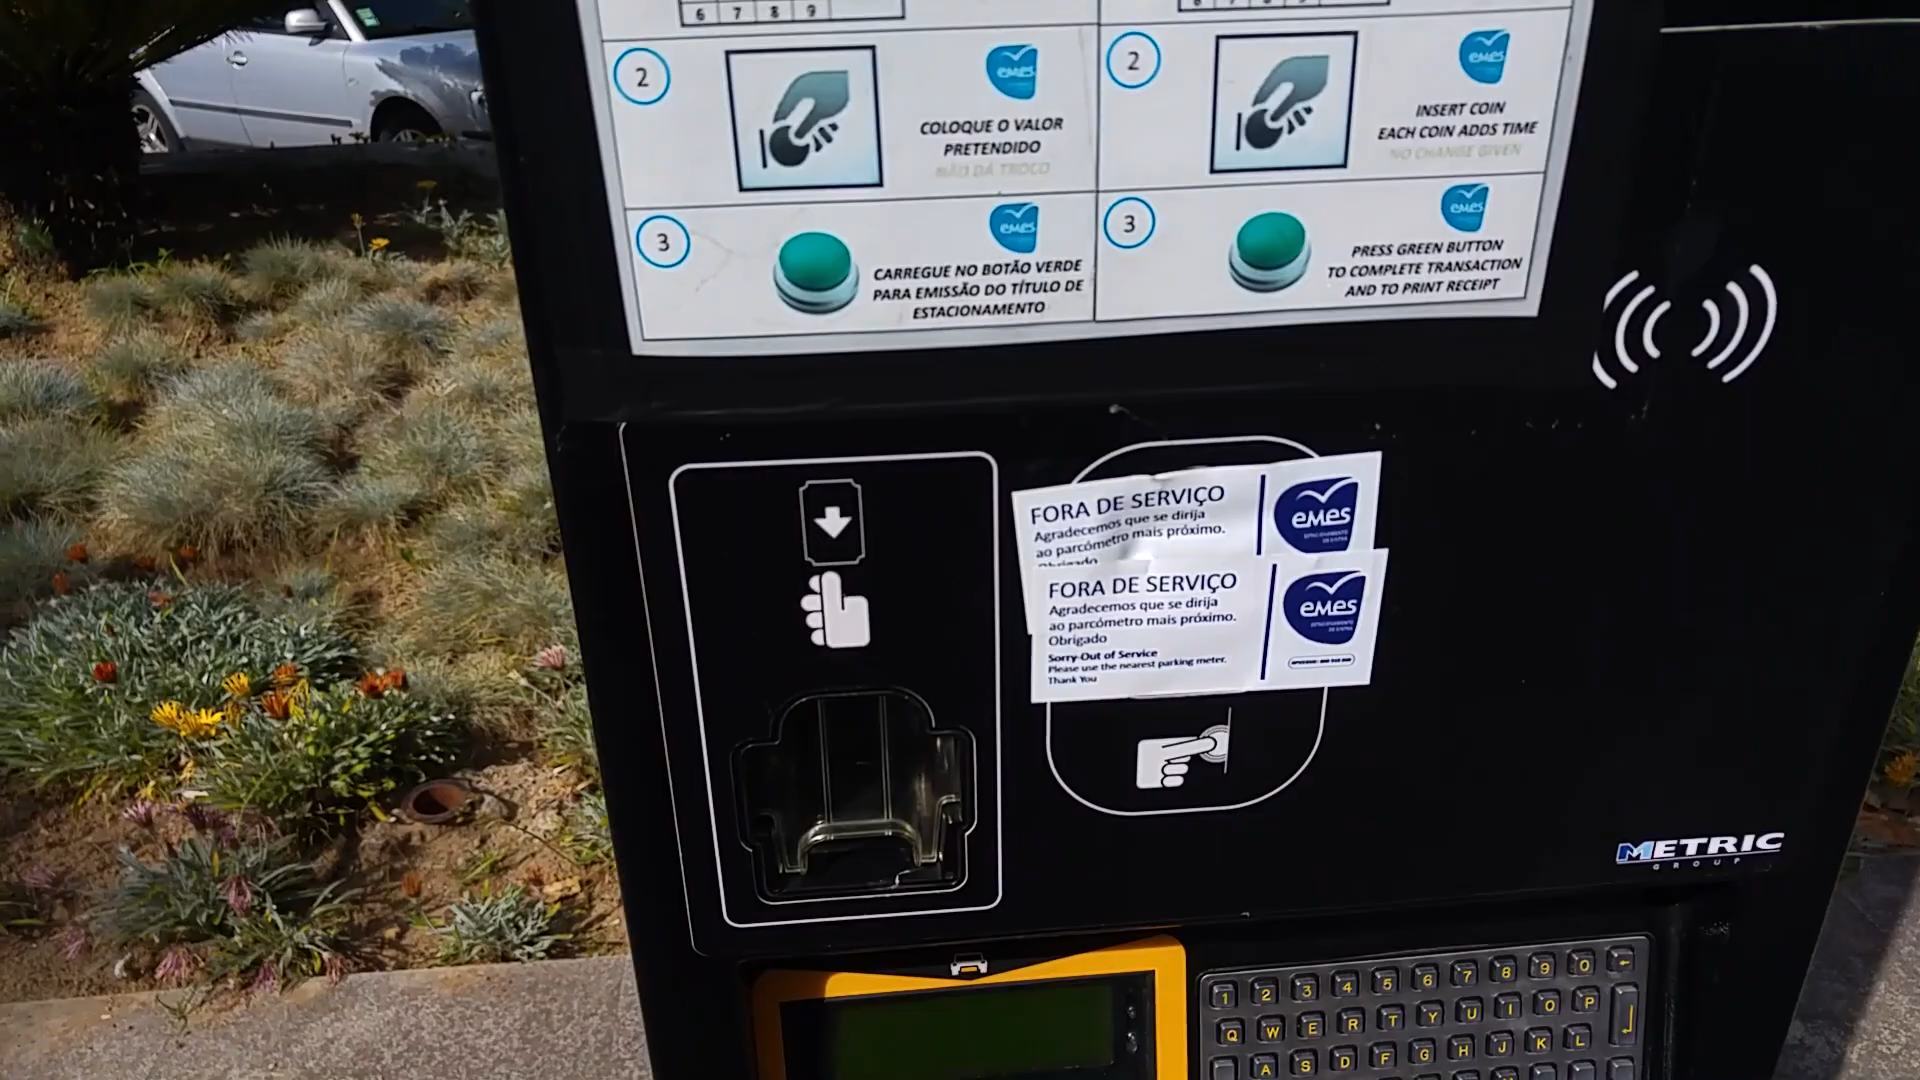 6 7 8 9
2
emes
COLOQUE O VALOR
PRETENDIDO
NÃO DÁ TROCO
2
emes
INSERT COIN
EACH COIN ADDS TIME
NO CHANGE GIVEN
3
emes
CARREGUE NO BOTÃO VERDE
PARA EMISSÃO DO TÍTULO DE
ESTACIONAMENTO
3
emes
PRESS GREEN BUTTON
TO COMPLETE TRANSACTION
AND TO PRINT RECEIPT
FORA DE SERVIÇO
Agradecemos que se dirija
ao parcómetro mais próximo.
Obrigado
emes
FORA DE SERVIÇO
Agradecemos que se dirija
ao parcómetro mais próximo.
Obrigado
Sorry-Out of Service
Please use the nearest parking meter.
Thank You
emes
METRIC
GROUP
1 2 3 4 5 6 7 8 9 0
Q W E R T Y U I O P
A S D F G H J K L